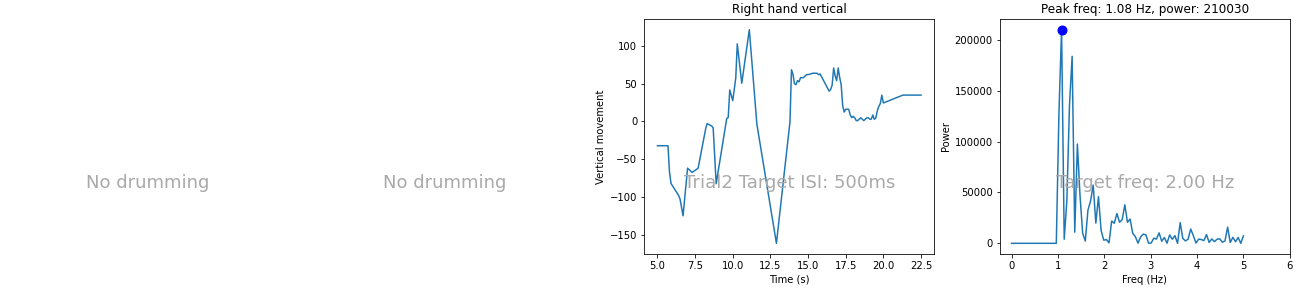 No drumming
No drumming
Right hand vertical
Vertical movement
100
50
0
−50
−100
−150
Trial2 Target ISI: 500ms
5.0 7.5 10.0 12.5 15.0 17.5 20.0 22.5
Time (s)
Peak freq: 1.08 Hz, power: 210030
Power
200000
150000
100000
50000
0
Target freq: 2.00 Hz
0 1 2 3 4 5 6
Freq (Hz)